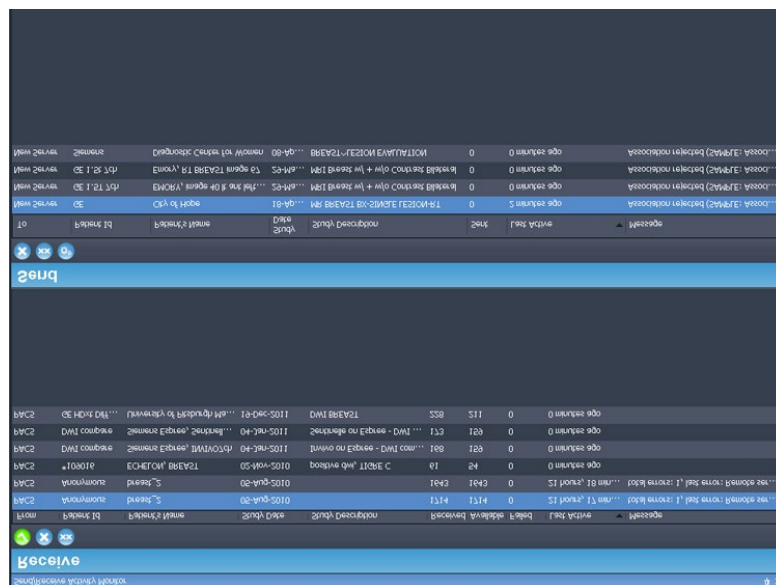 Send/Receive Activity Monitor
Receive
From Patient Id Patient's Name Study Date Study Description Received Available Failed Last Active Message
PACS Anonymous breast_2 05-Aug-2010 1714 1714 0 21 hours, 17 min... total errors: 1, last error: Remote ser...
PACS Anonymous breast_2 05-Aug-2010 1643 1643 0 21 hours, 18 min... total errors: 1, last error: Remote ser...
PACS *109016 ECHELON, BREAST 02-Nov-2010 positive dwi, TIGRE C 61 54 0 0 minutes ago
PACS DWI compare Siemens Espree, INVIVO7ch 04-Jan-2011 Invivo on Espree - DWI com... 168 159 0 0 minutes ago
PACS DWI compare Siemens Espree, Sentinell... 04-Jan-2011 Sentinelle on Espree - DWI ... 173 159 0 0 minutes ago
PACS GE HDxt Diff... University of Pitsburgh Ma... 19-Dec-2011 DWI BREAST 228 211 0 0 minutes ago
Send
To Patient Id Patient's Name Study Date Study Description Sent Last Active Message
New Server GE City of Hope 18-Ap... MR BREAST BX-SINGLE LESION-RT 0 2 minutes ago Association rejected (SAMPLE: Assoc...
New Server GE 1.5T 7ch EMORY, Image 40 lt ant left... 29-Ma... MRI Breast w/ + w/o Contrast Bilateral 0 0 minutes ago Association rejected (SAMPLE: Assoc...
New Server GE 1.5t 7ch Emory, RT BREAST image 67 29-Ma... MRI Breast w/ + w/o Contrast Bilateral 0 0 minutes ago Association rejected (SAMPLE: Assoc...
New Server Siemens Diagnostic Center for Women 08-Ap... BREAST^LESION EVALUATION 0 0 minutes ago Association rejected (SAMPLE: Assoc...